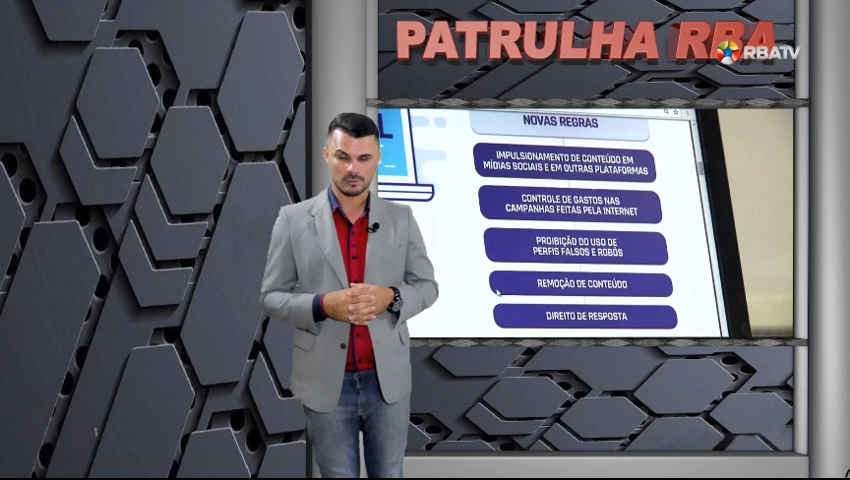 PATRULHA RBA
RBATV
L
NOVAS REGRAS
IMPULSIONAMENTO DE CONTEÚDO EM
MÍDIAS SOCIAIS E EM OUTRAS PLATAFORMAS
CONTROLE DE GASTOS NAS
CAMPANHAS FEITAS PELA INTERNET
PROIBIÇÃO DO USO DE
PERFIS FALSOS E ROBÔS
REMOÇÃO DE CONTEÚDO
DIREITO DE RESPOSTA